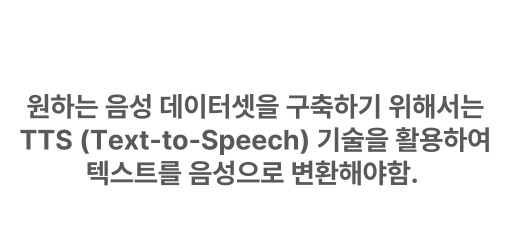 원하는 음성 데이터셋을 구축하기 위해서는
TTS (Text-to-Speech) 기술을 활용하여
텍스트를 음성으로 변환해야함.